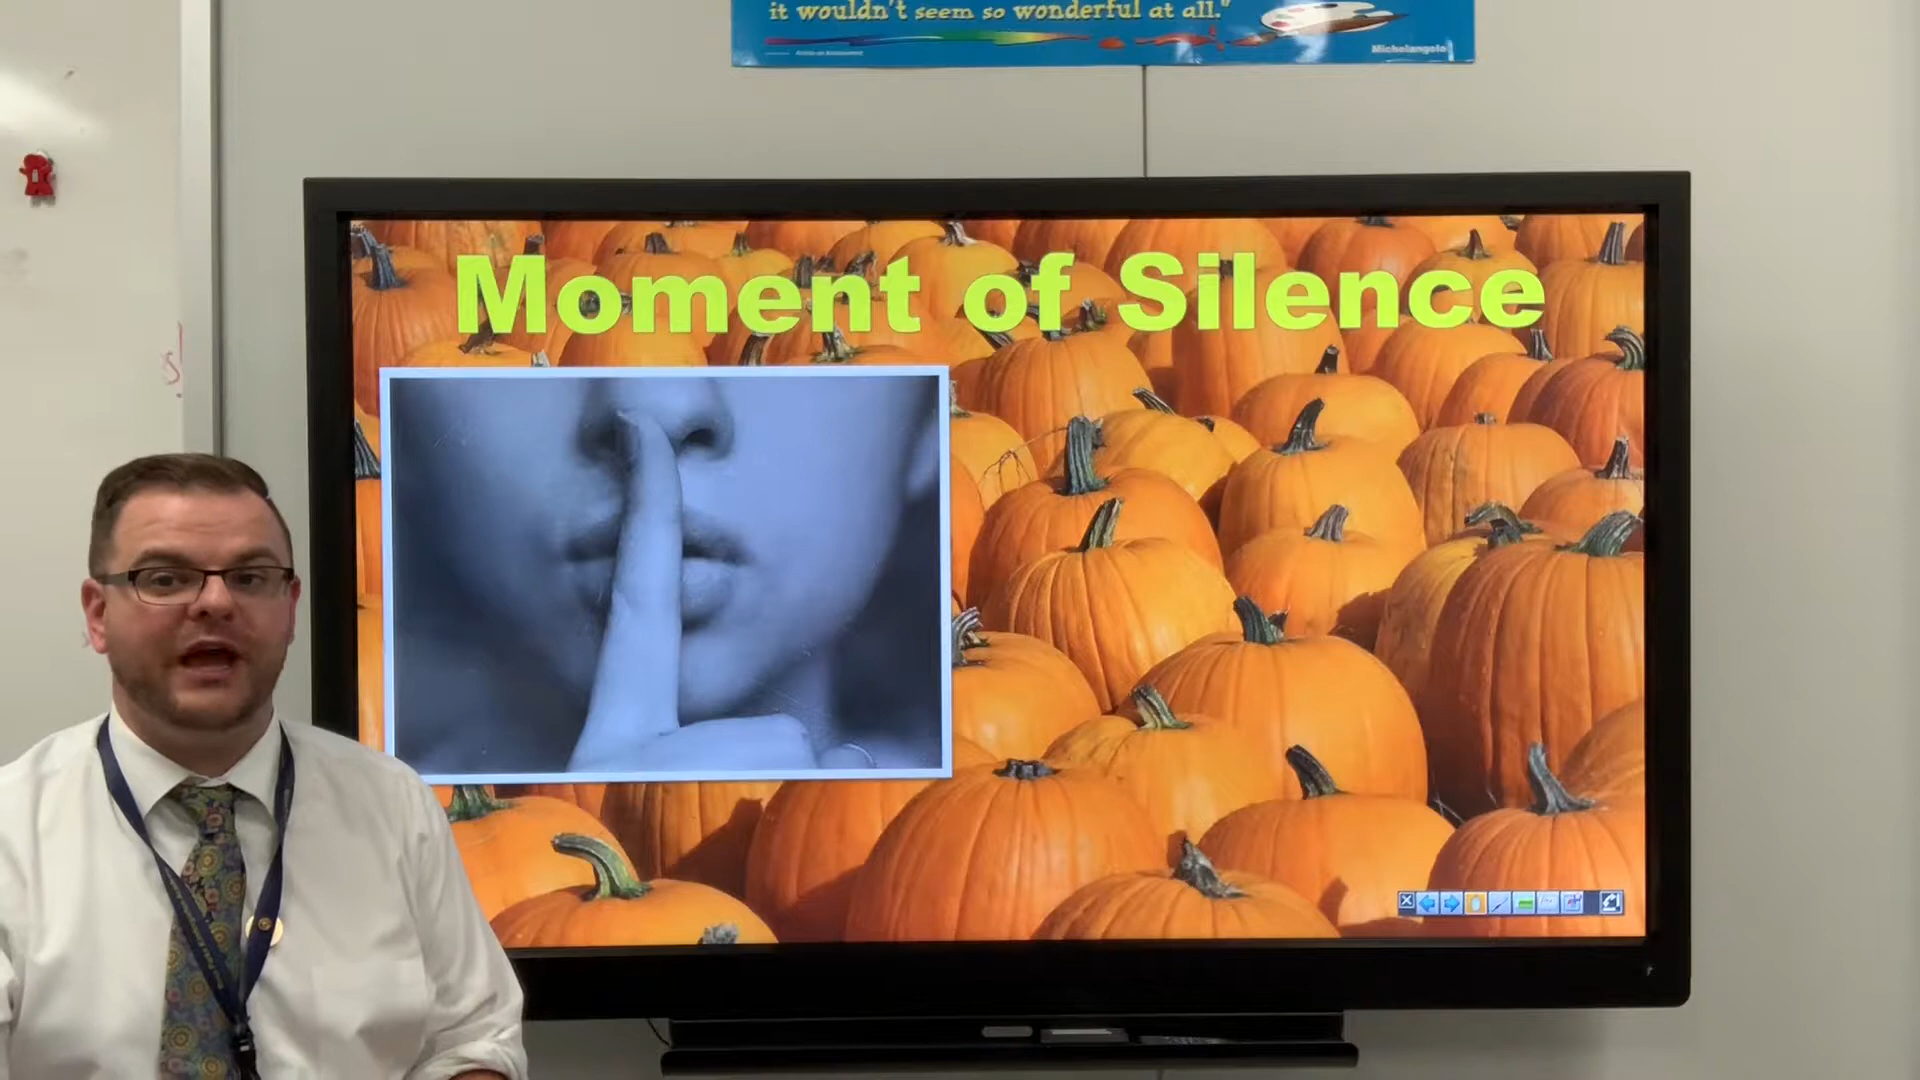 it wouldn't seem so wonderful at all."
Michelangelo
Moment of Silence